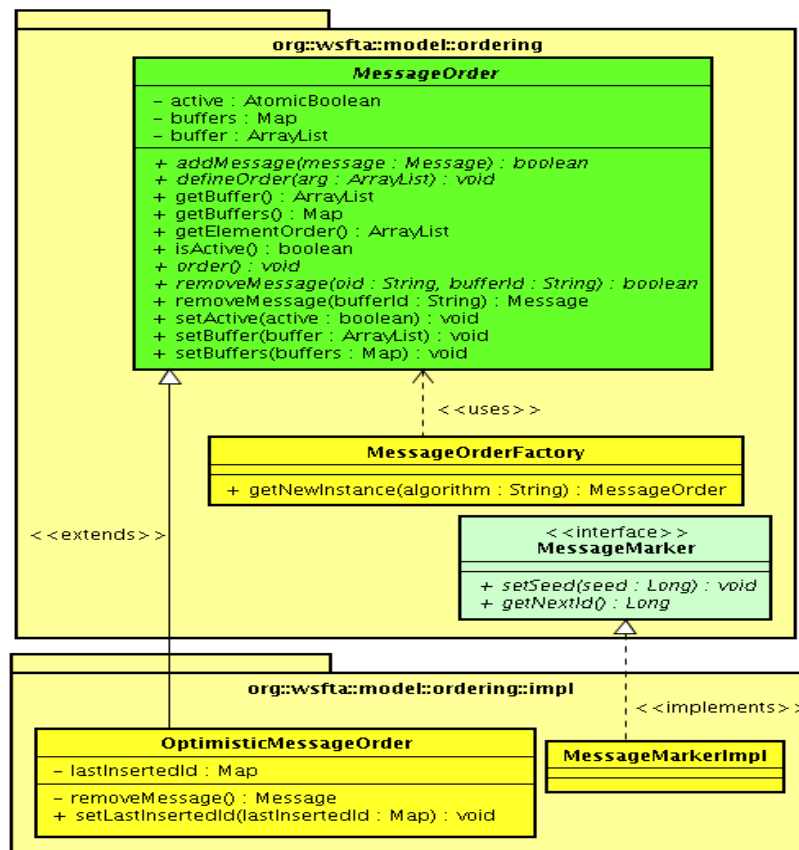 org::wsfta::model::ordering
MessageOrder
- active : AtomicBoolean
- buffers : Map
- buffer : ArrayList
+ addMessage(message : Message) : boolean
+ defineOrder(arg : ArrayList) : void
+ getBuffer() : ArrayList
+ getBuffers() : Map
+ getElementOrder() : ArrayList
+ isActive() : boolean
+ order() : void
+ removeMessage(oid : String, bufferId : String) : boolean
+ removeMessage(bufferId : String) : Message
+ setActive(active : boolean) : void
+ setBuffer(buffer : ArrayList) : void
+ setBuffers(buffers : Map) : void
<<uses>>
MessageOrderFactory
+ getNewInstance(algorithm : String) : MessageOrder
<<extends>>
<<interface>>
MessageMarker
+ setSeed(seed : Long) : void
+ getNextId() : Long
org::wsfta::model::ordering::impl
<<implements>>
OptimisticMessageOrder
- lastInsertedId : Map
- removeMessage() : Message
+ setLastInsertedId(lastInsertedId : Map) : void
MessageMarkerImpl